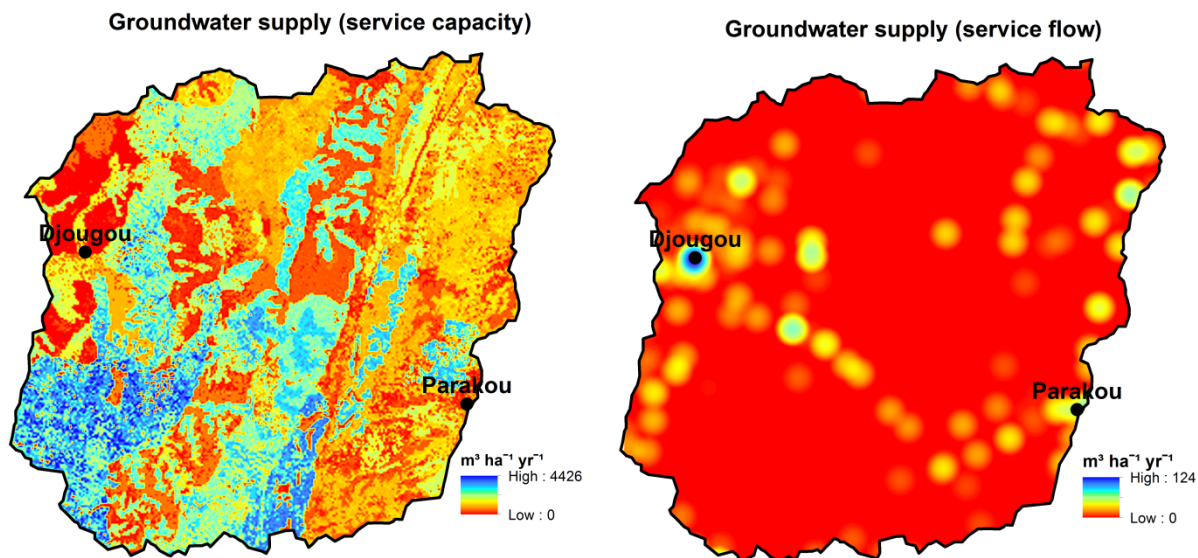 Groundwater supply (service capacity)
Djougou
Parakou
m³ ha⁻¹ yr⁻¹
High : 4426
Low : 0
Groundwater supply (service flow)
Djougou
Parakou
m³ ha⁻¹ yr⁻¹
High : 124
Low : 0